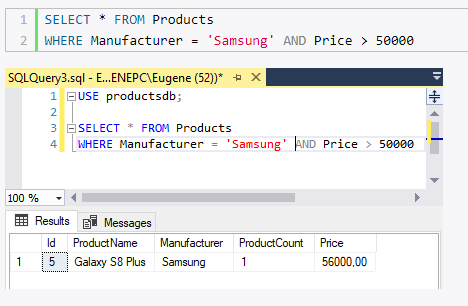 1 SELECT * FROM Products
2 WHERE Manufacturer = 'Samsung' AND Price > 50000
SQLQuery3.sql - E...ENEPC\Eugene (52))*
1 USE productsdb;
2
3 SELECT * FROM Products
4 WHERE Manufacturer = 'Samsung' AND Price > 50000
100 %
Results Messages
Id ProductName Manufacturer ProductCount Price
1 5 Galaxy S8 Plus Samsung 1 56000,00